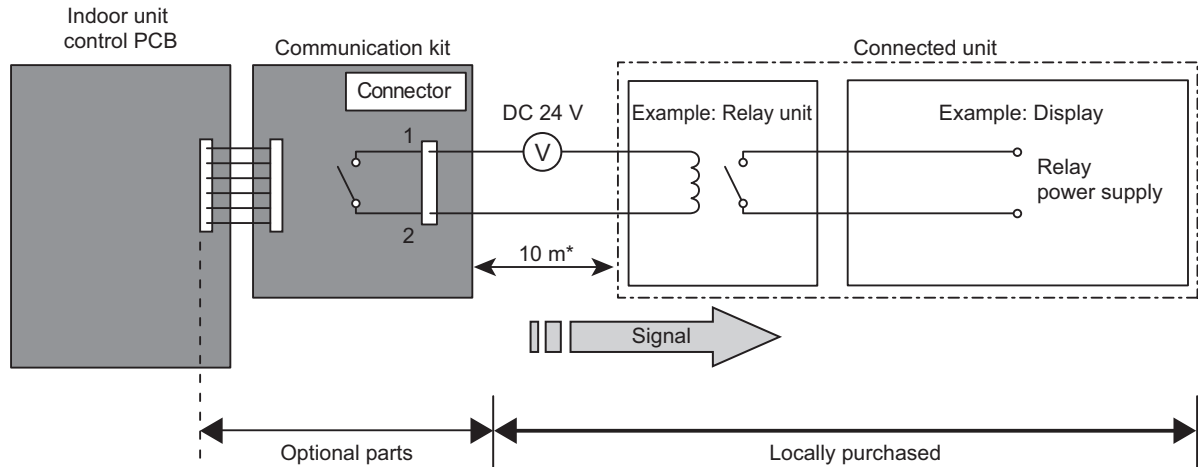 Indoor unit
control PCB
Communication kit
Connected unit
Connector
DC 24 V
Example: Relay unit
Example: Display
1
V
Relay
power supply
2
10 m*
Signal
Optional parts
Locally purchased